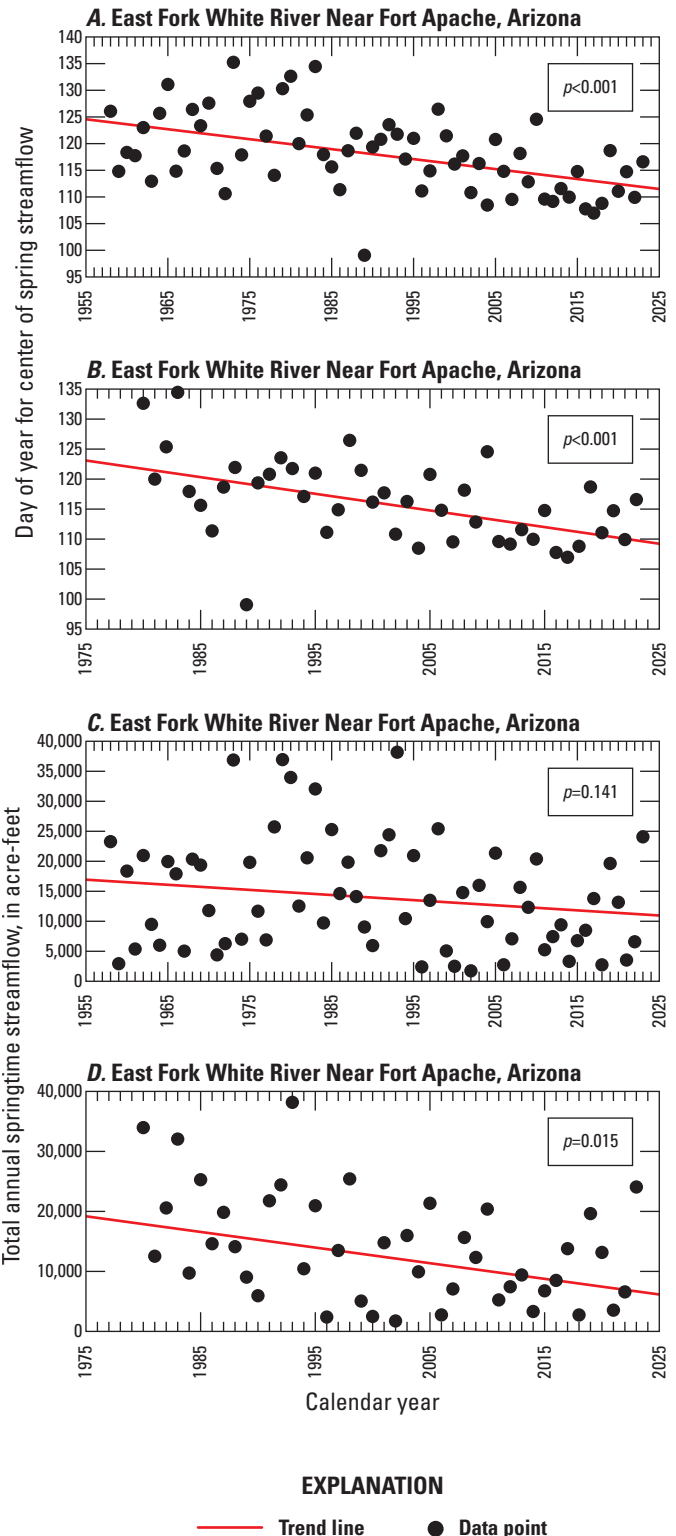 A. East Fork White River Near Fort Apache, Arizona
140
135
130
125
120
115
110
105
100
95
p<0.001
1955 1965 1975 1985 1995 2005 2015 2025
Day of year for center of spring streamflow
B. East Fork White River Near Fort Apache, Arizona
135
130
125
120
115
110
105
100
95
p<0.001
1975 1985 1995 2005 2015 2025
C. East Fork White River Near Fort Apache, Arizona
40,000
35,000
30,000
25,000
20,000
15,000
10,000
5,000
0
p=0.141
1955 1965 1975 1985 1995 2005 2015 2025
Total annual springtime streamflow, in acre-feet
D. East Fork White River Near Fort Apache, Arizona
40,000
30,000
20,000
10,000
0
p=0.015
1975 1985 1995 2005 2015 2025
Calendar year
EXPLANATION
Trend line Data point